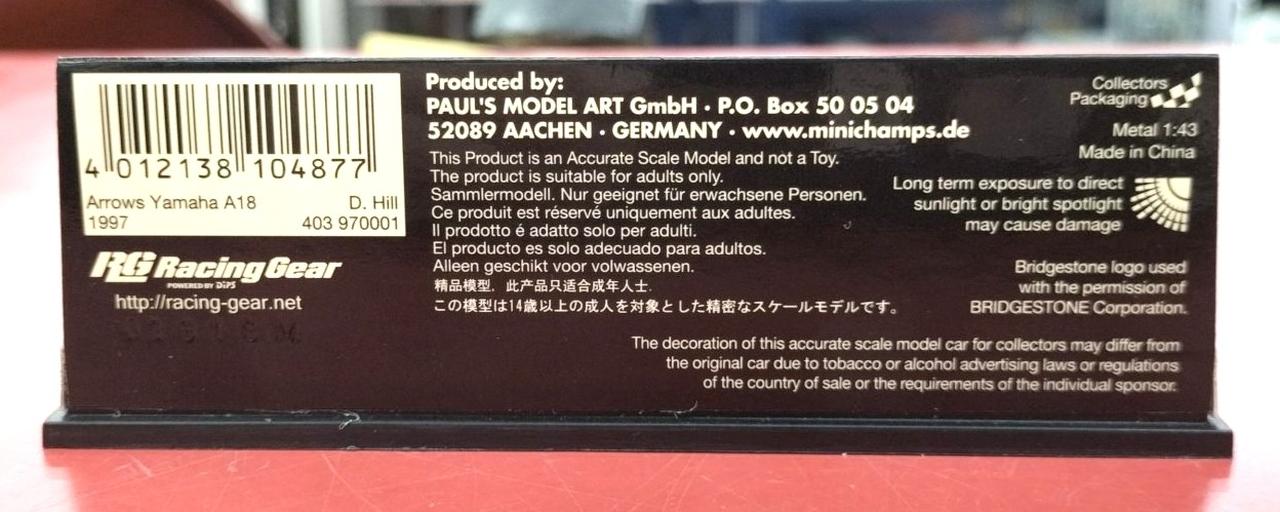 4 012138 104877
Arrows Yamaha A18 D. Hill
1997 403 970001
RG Racing Gear
POWERED BY DiPS
http://racing-gear.net
Produced by:
PAUL'S MODEL ART GmbH · P.O. Box 50 05 04
52089 AACHEN · GERMANY · www.minichamps.de
This Product is an Accurate Scale Model and not a Toy.
The product is suitable for adults only.
Sammlermodell. Nur geeignet für erwachsene Personen.
Ce produit est réservé uniquement aux adultes.
Il prodotto é adatto solo per adulti.
El producto es solo adecuado para adultos.
Alleen geschikt voor volwassenen.
精品模型，此产品只适合成年人士.
この模型は14歳以上の成人を対象とした精密なスケールモデルです。
Collectors
Packaging
Metal 1:43
Made in China
Long term exposure to direct
sunlight or bright spotlight
may cause damage
Bridgestone logo used
with the permission of
BRIDGESTONE Corporation.
The decoration of this accurate scale model car for collectors may differ from
the original car due to tobacco or alcohol advertising laws or regulations
of the country of sale or the requirements of the individual sponsor.